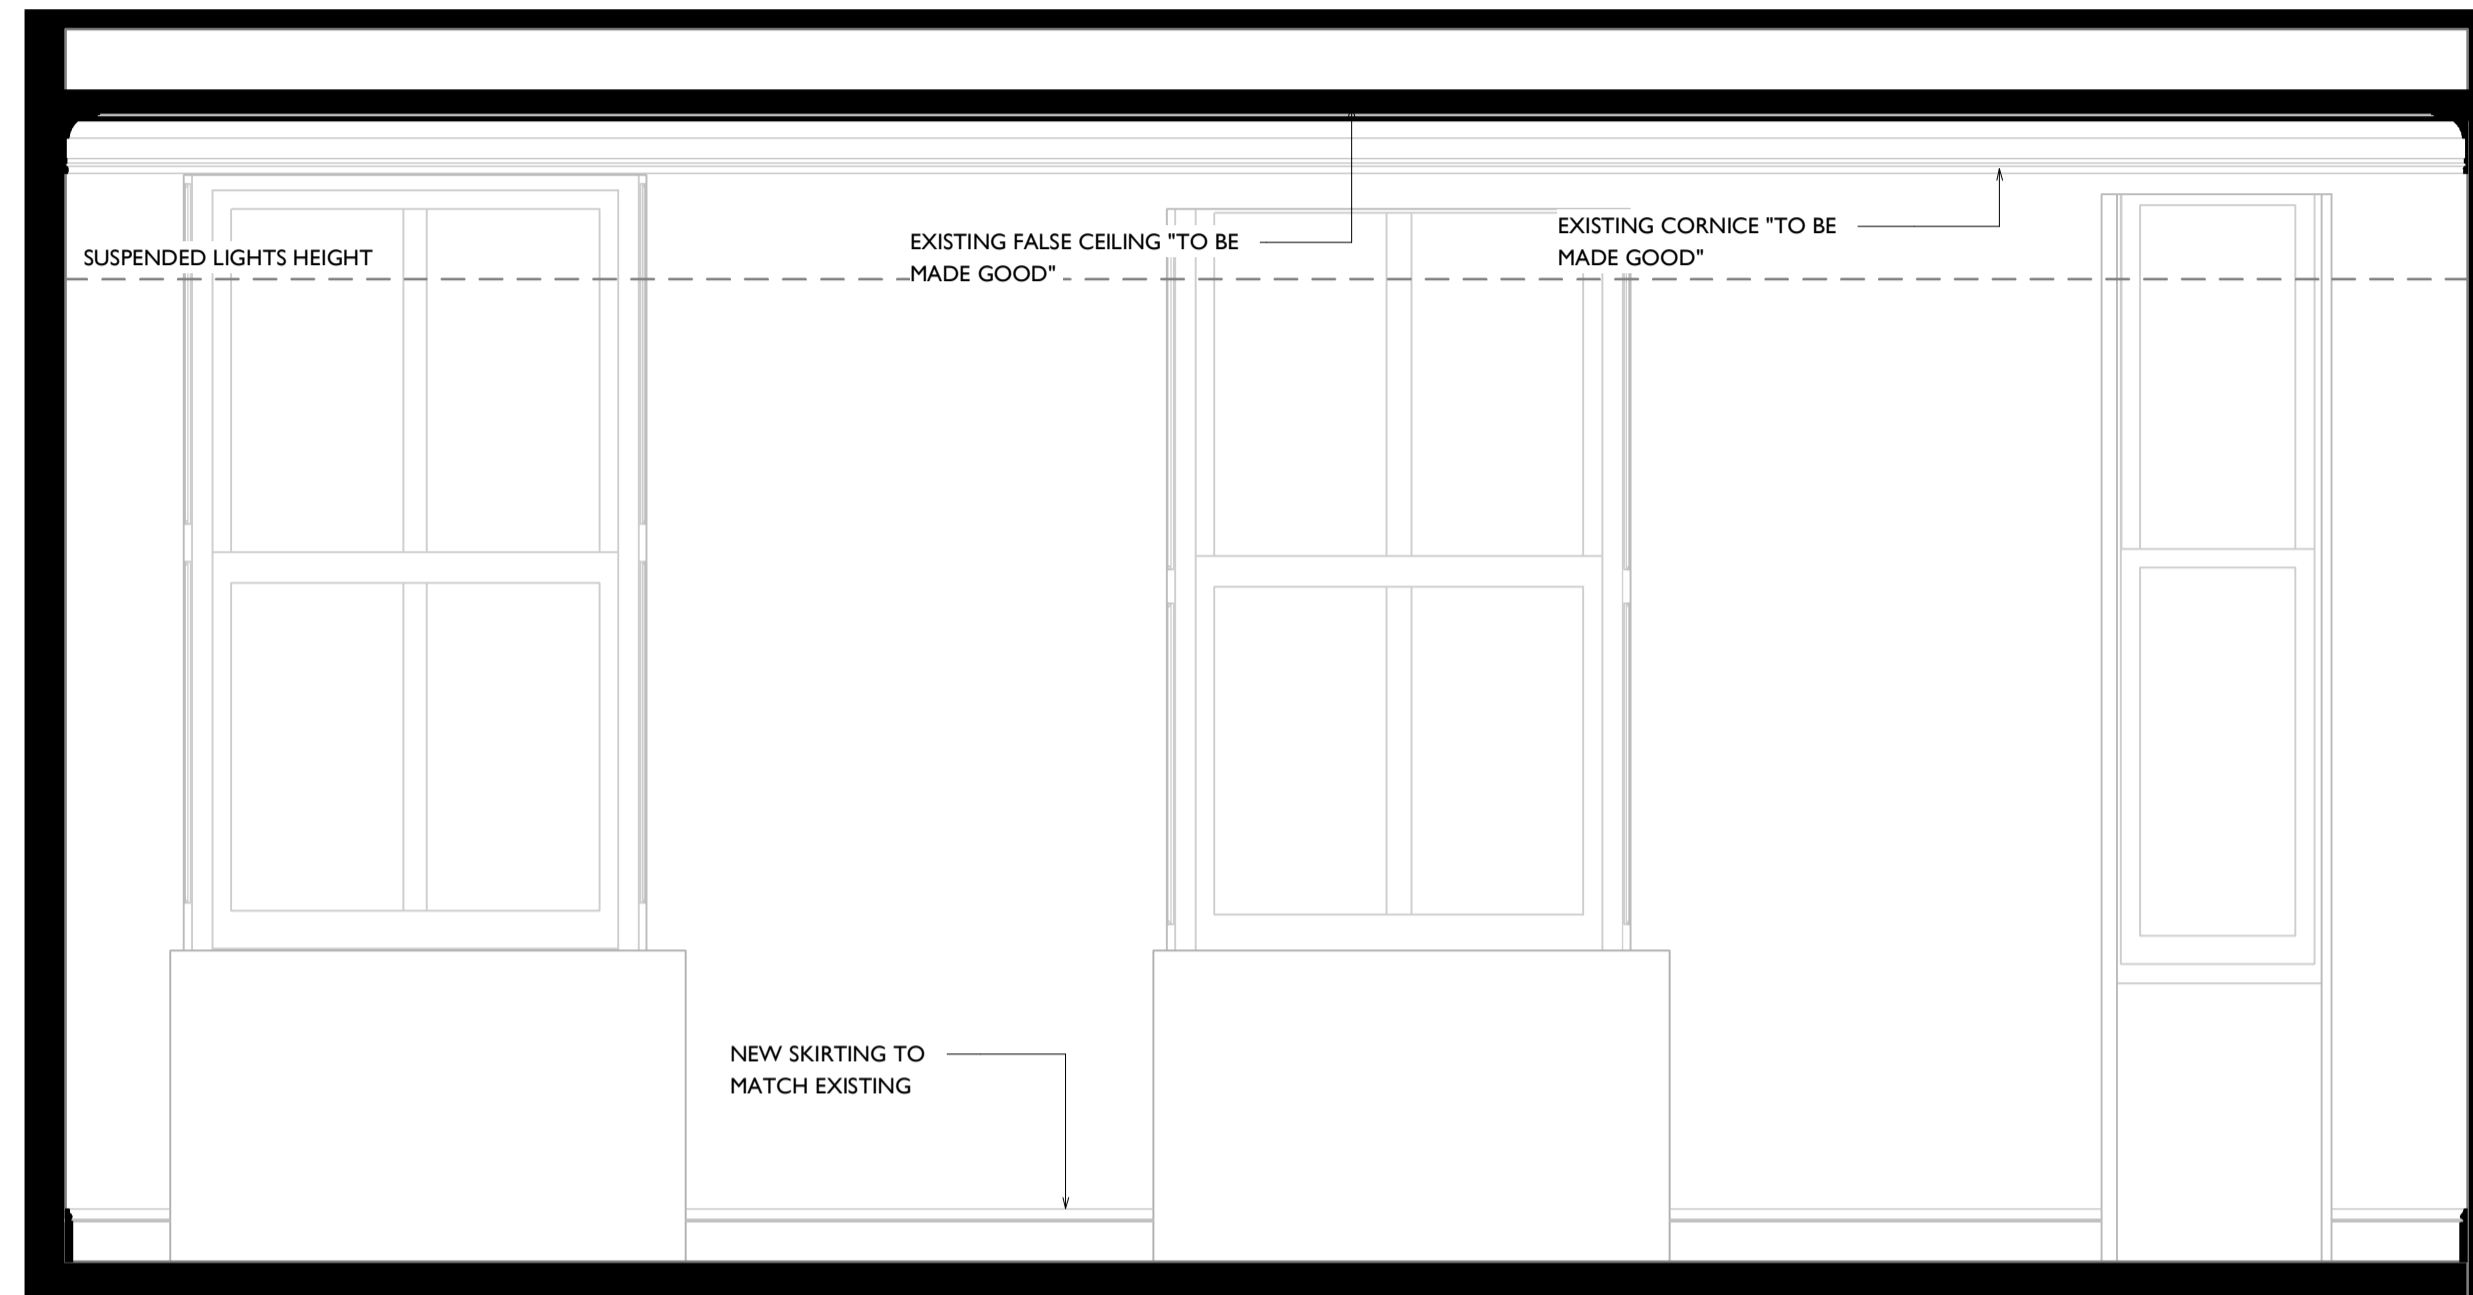 SUSPENDED LIGHTS HEIGHT
EXISTING FALSE CEILING "TO BE
MADE GOOD"
EXISTING CORNICE "TO BE
MADE GOOD"
NEW SKIRTING TO
MATCH EXISTING